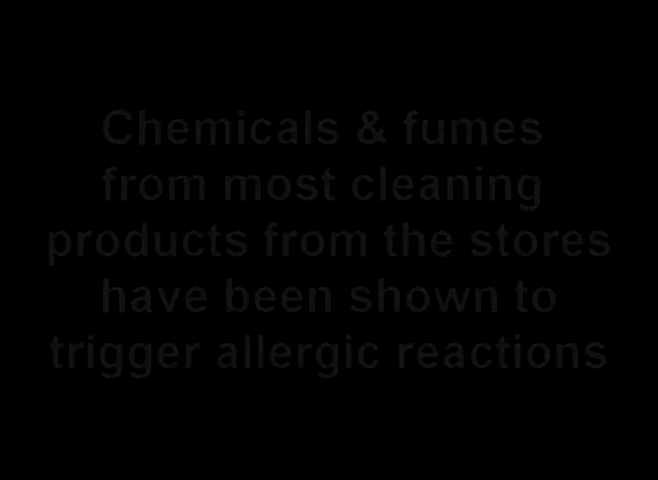 Chemicals & fumes
from most cleaning
products from the stores
have been shown to
trigger allergic reactions